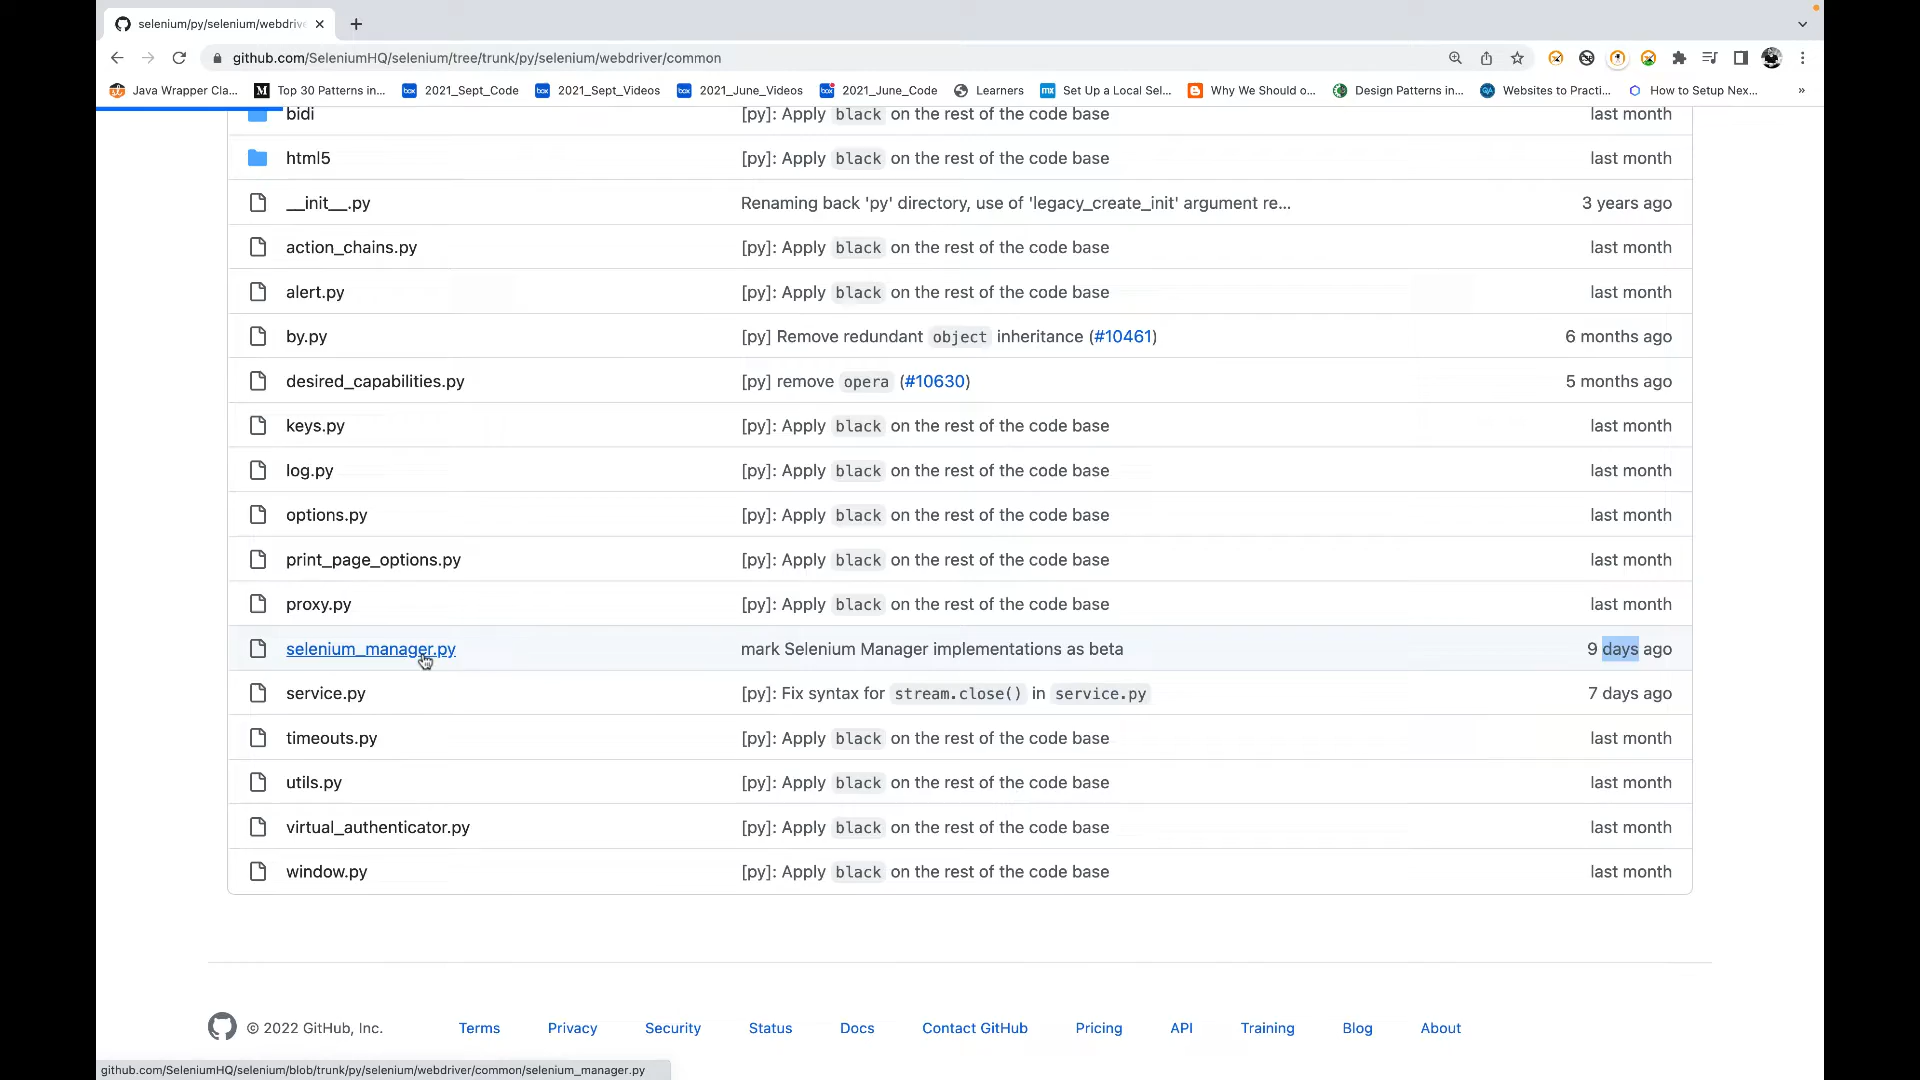 selenium/py/selenium/webdrive
github.com/SeleniumHQ/selenium/tree/trunk/py/selenium/webdriver/common
Java Wrapper Cla... Top 30 Patterns in... 2021_Sept_Code 2021_Sept_Videos 2021_June_Videos 2021_June_Code Learners Set Up a Local Sel... Why We Should o... Design Patterns in... Websites to Practi... How to Setup Nex... »
bidi [py]: Apply black on the rest of the code base last month
html5 [py]: Apply black on the rest of the code base last month
__init__.py Renaming back 'py' directory, use of 'legacy_create_init' argument re... 3 years ago
action_chains.py [py]: Apply black on the rest of the code base last month
alert.py [py]: Apply black on the rest of the code base last month
by.py [py] Remove redundant object inheritance (#10461) 6 months ago
desired_capabilities.py [py] remove opera (#10630) 5 months ago
keys.py [py]: Apply black on the rest of the code base last month
log.py [py]: Apply black on the rest of the code base last month
options.py [py]: Apply black on the rest of the code base last month
print_page_options.py [py]: Apply black on the rest of the code base last month
proxy.py [py]: Apply black on the rest of the code base last month
selenium_manager.py mark Selenium Manager implementations as beta 9 days ago
service.py [py]: Fix syntax for stream.close() in service.py 7 days ago
timeouts.py [py]: Apply black on the rest of the code base last month
utils.py [py]: Apply black on the rest of the code base last month
virtual_authenticator.py [py]: Apply black on the rest of the code base last month
window.py [py]: Apply black on the rest of the code base last month
© 2022 GitHub, Inc. Terms Privacy Security Status Docs Contact GitHub Pricing API Training Blog About
github.com/SeleniumHQ/selenium/blob/trunk/py/selenium/webdriver/common/selenium_manager.py